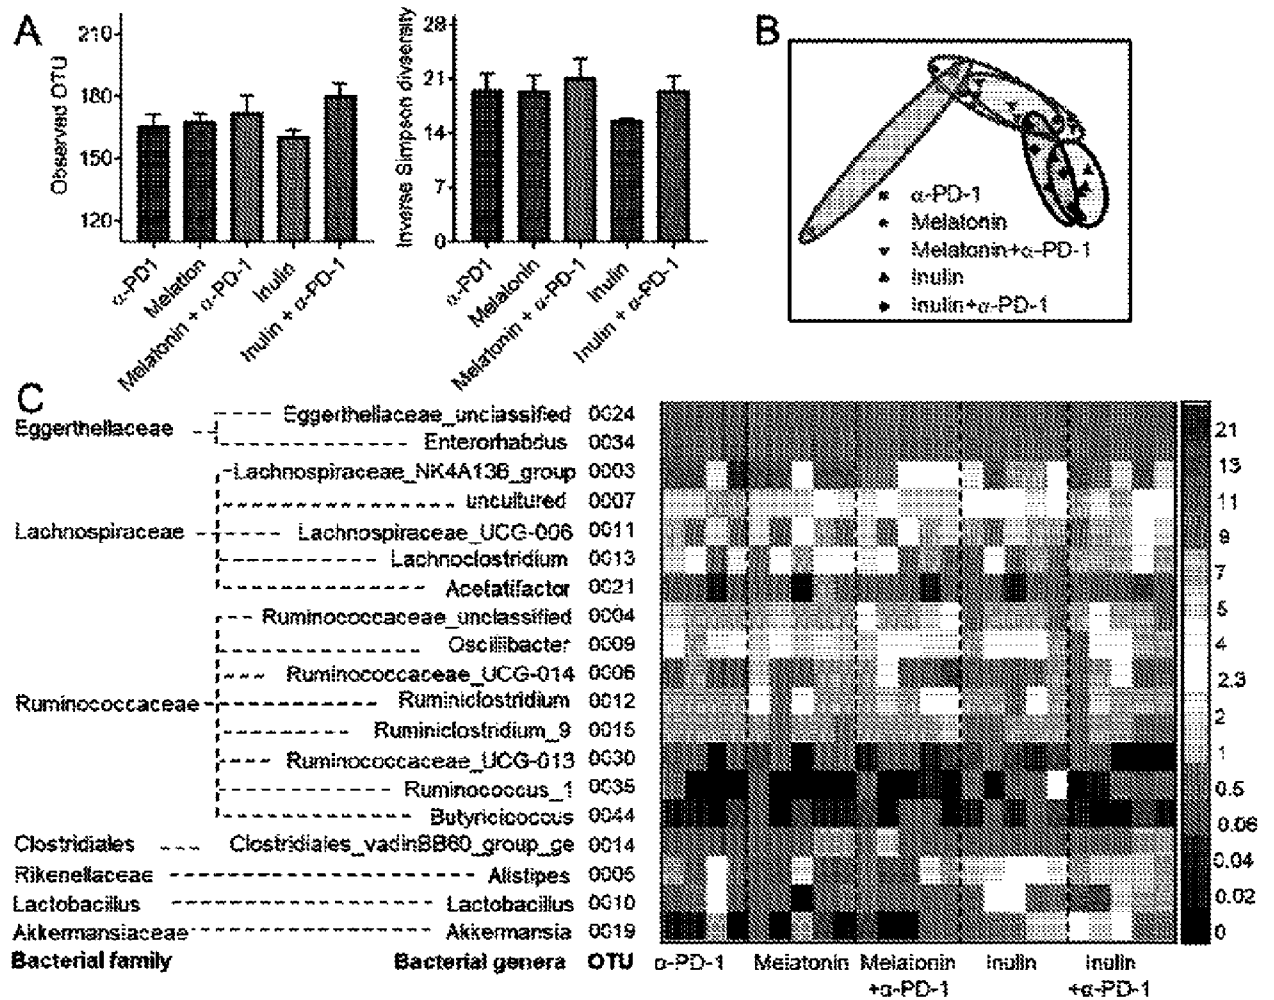 A
B
210
180
150
120
Observed OTU
α-PD1
Melation
Melatonin + α-PD-1
Inulin
Inulin + α-PD-1
28
21
14
7
0
Inverse Simpson diversity
α-PD1
Melatonin
Melatonin + α-PD-1
Inulin
Inulin + α-PD-1
α-PD-1
Melatonin
Melatonin+α-PD-1
Inulin
Inulin+α-PD-1
C
Eggerthellaceae
Eggerthellaceae_unclassified 0024
Enterorhabdus 0034
Lachnospiraceae_NK4A13B_group 0003
uncultured 0007
Lachnospiraceae
Lachnospiraceae_UCG-006 0011
Lachnoclostridium 0013
Acefatifactor 0021
Ruminococcaceae_unclassified 0004
Oscillibacter 0009
Ruminococcaceae_UCG-014 0006
Ruminococcaceae
Ruminiclostridium 0012
Ruminiclostridium_9 0015
Ruminococcaceae_UCG-013 0030
Ruminococcus_1 0035
Butyricicoccus 0044
Clostridiales Clostridiales_vadinBB60_group_ge 0014
Rikenellaceae Alistipes 0005
Lactobacillus Lactobacillus 0010
Akkermansiaceae Akkermansia 0019
Bacterial family Bacterial genera OTU
α-PD-1
Melatonin
Melatonin
+α-PD-1
Inulin
Inulin
+α-PD-1
21
13
11
9
7
5
4
2.3
2
1
0.5
0.06
0.04
0.02
0